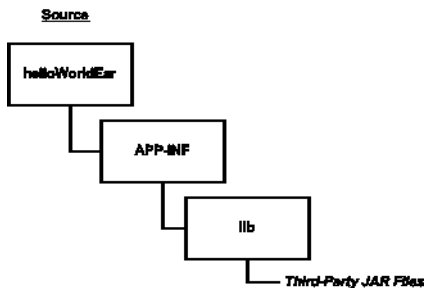 Source
helloWorldEar
APP-INF
lib
Third-Party JAR Files